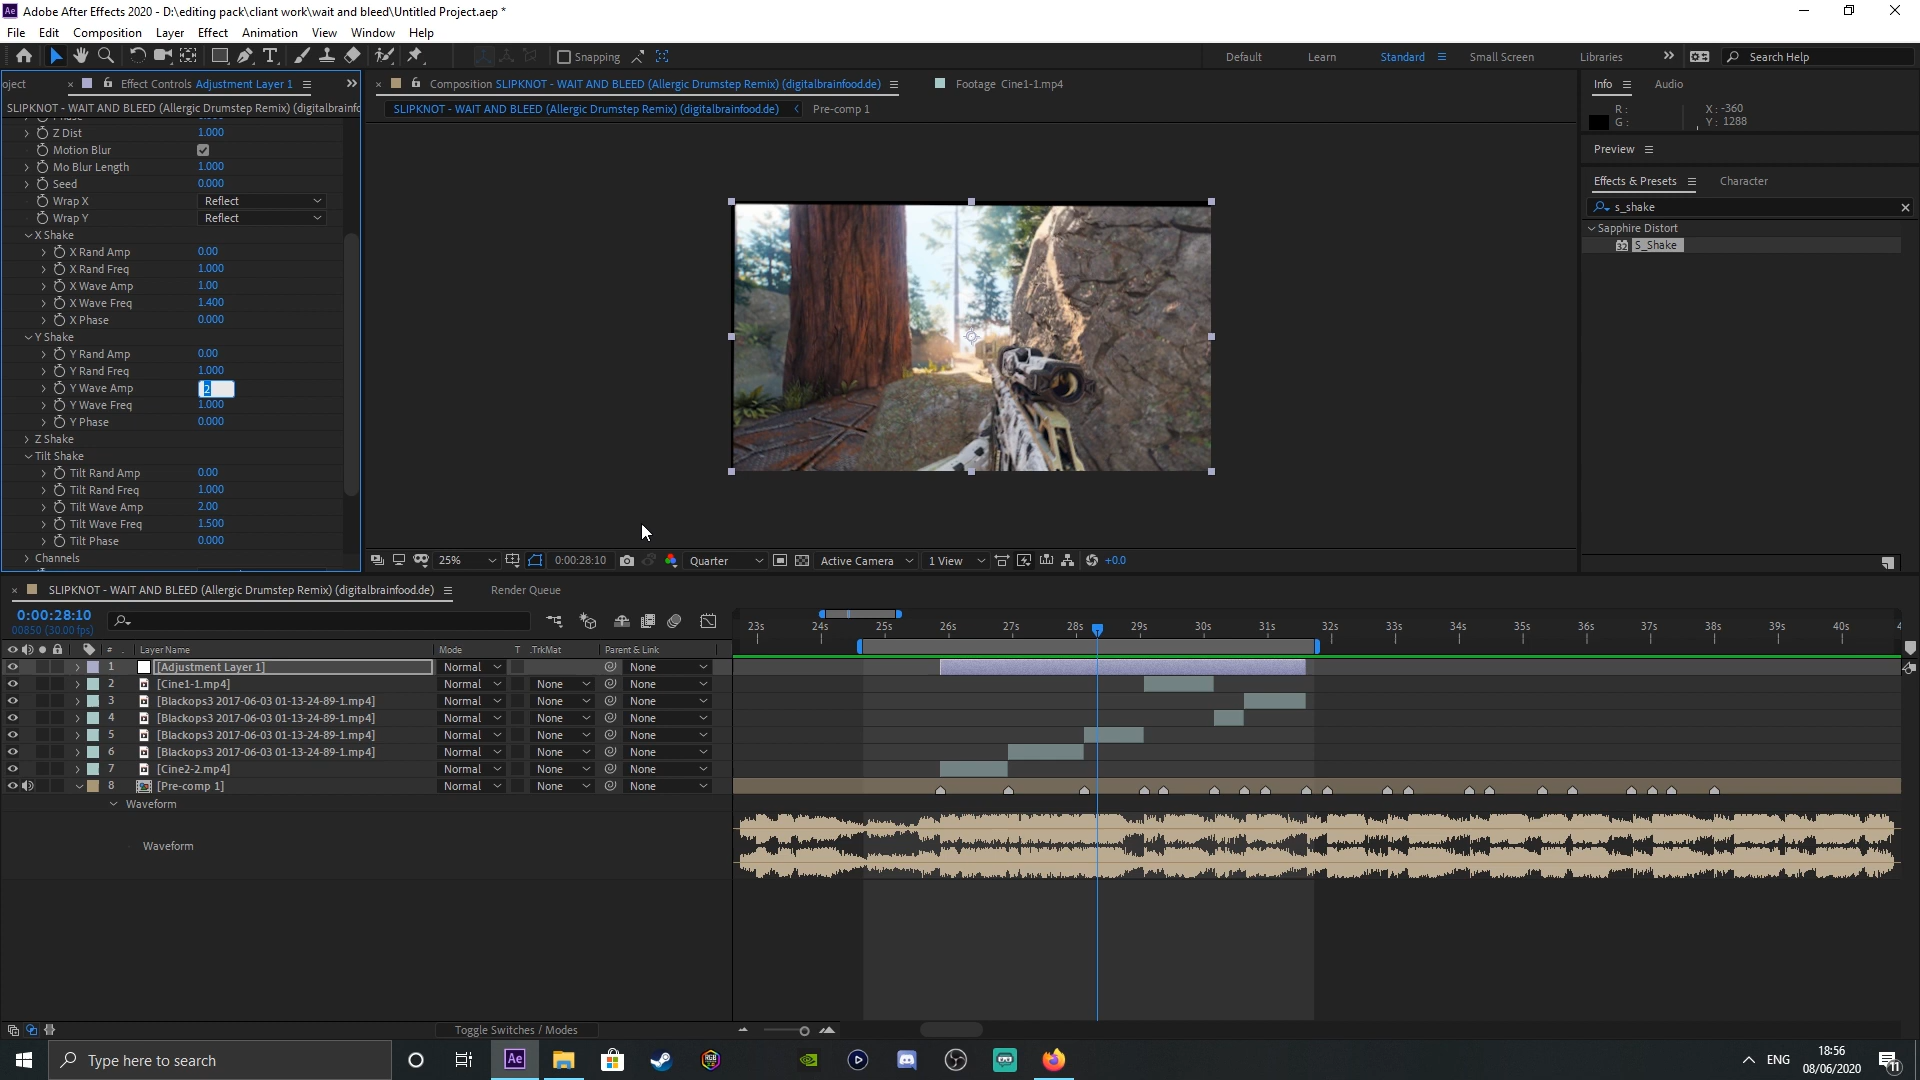 Adobe After Effects 2020 - D:\editing pack\cliant work\wait and bleed\Untitled Project.aep *
File Edit Composition Layer Effect Animation View Window Help
Snapping
Default Learn Standard Small Screen Libraries Search Help
oject Effect Controls Adjustment Layer 1
SLIPKNOT - WAIT AND BLEED (Allergic Drumstep Remix) (digitalbrainfo
Z Dist 1.000
Motion Blur
Mo Blur Length 1.000
Seed 0.000
Wrap X Reflect
Wrap Y Reflect
X Shake
X Rand Amp 0.00
X Rand Freq 1.000
X Wave Amp 1.00
X Wave Freq 1.400
X Phase 0.000
Y Shake
Y Rand Amp 0.00
Y Rand Freq 1.000
Y Wave Amp 2
Y Wave Freq 1.000
Y Phase 0.000
Z Shake
Tilt Shake
Tilt Rand Amp 0.00
Tilt Rand Freq 1.000
Tilt Wave Amp 2.00
Tilt Wave Freq 1.500
Tilt Phase 0.000
Channels
Composition SLIPKNOT - WAIT AND BLEED (Allergic Drumstep Remix) (digitalbrainfood.de) Footage Cine1-1.mp4
SLIPKNOT - WAIT AND BLEED (Allergic Drumstep Remix) (digitalbrainfood.de) Pre-comp 1
25% 0:00:28:10 Quarter Active Camera 1 View +0.0
Info Audio
R: X: -360
G: Y: 1288
Preview
Effects & Presets Character
s_shake
Sapphire Distort
32 S_Shake
SLIPKNOT - WAIT AND BLEED (Allergic Drumstep Remix) (digitalbrainfood.de) Render Queue
0:00:28:10
00850 (30.00 fps)
23s 24s 25s 26s 27s 28s 29s 30s 31s 32s 33s 34s 35s 36s 37s 38s 39s 40s 4
# Layer Name Mode T .TrkMat Parent & Link
1 [Adjustment Layer 1] Normal None
2 [Cine1-1.mp4] Normal None None
3 [Blackops3 2017-06-03 01-13-24-89-1.mp4] Normal None None
4 [Blackops3 2017-06-03 01-13-24-89-1.mp4] Normal None None
5 [Blackops3 2017-06-03 01-13-24-89-1.mp4] Normal None None
6 [Blackops3 2017-06-03 01-13-24-89-1.mp4] Normal None None
7 [Cine2-2.mp4] Normal None None
8 [Pre-comp 1] Normal None None
Waveform
Waveform
Toggle Switches / Modes
Type here to search
Ae
ENG
18:56
08/06/2020
11